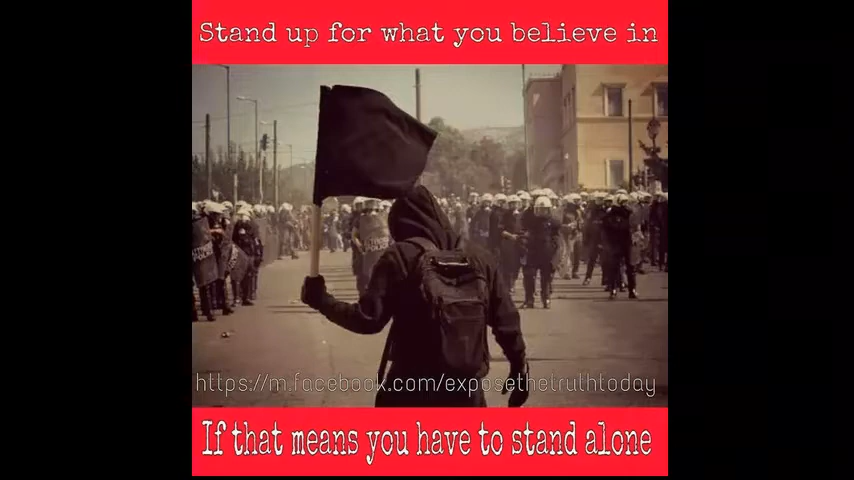 Stand up for what you believe in
https://m.facebook.com/exposethetruthtoday
If that means you have to stand alone